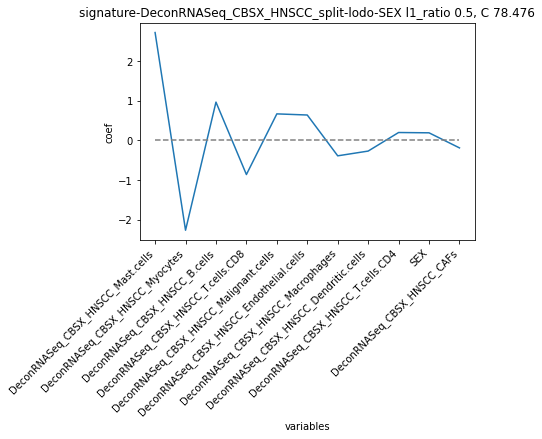 signature-DeconRNASeq_CBSX_HNSCC_split-lodo-SEX l1_ratio 0.5, C 78.476
2
1
0
−1
−2
coef
DeconRNASeq_CBSX_HNSCC_Mast.cells
DeconRNASeq_CBSX_HNSCC_Myocytes
DeconRNASeq_CBSX_HNSCC_B.cells
DeconRNASeq_CBSX_HNSCC_T.cells.CD8
DeconRNASeq_CBSX_HNSCC_Malignant.cells
DeconRNASeq_CBSX_HNSCC_Endothelial.cells
DeconRNASeq_CBSX_HNSCC_Macrophages
DeconRNASeq_CBSX_HNSCC_Dendritic.cells
DeconRNASeq_CBSX_HNSCC_T.cells.CD4
SEX
DeconRNASeq_CBSX_HNSCC_CAFs
variables